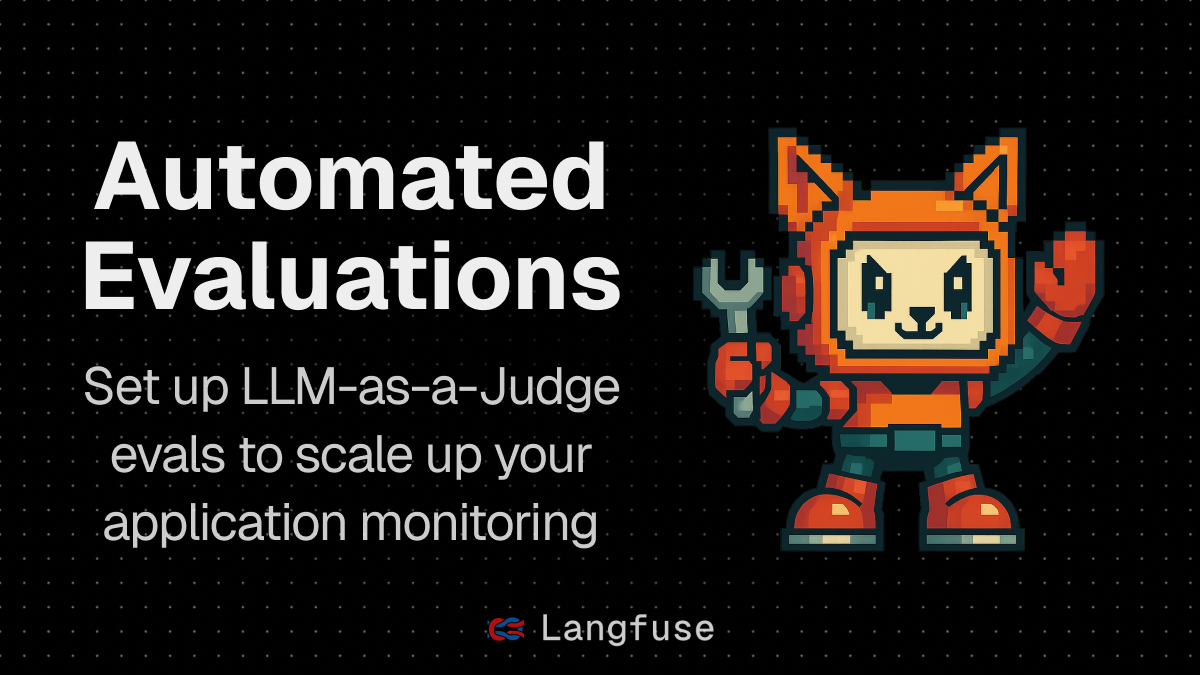 Automated
Evaluations
Set up LLM-as-a-Judge
evals to scale up your
application monitoring
Langfuse